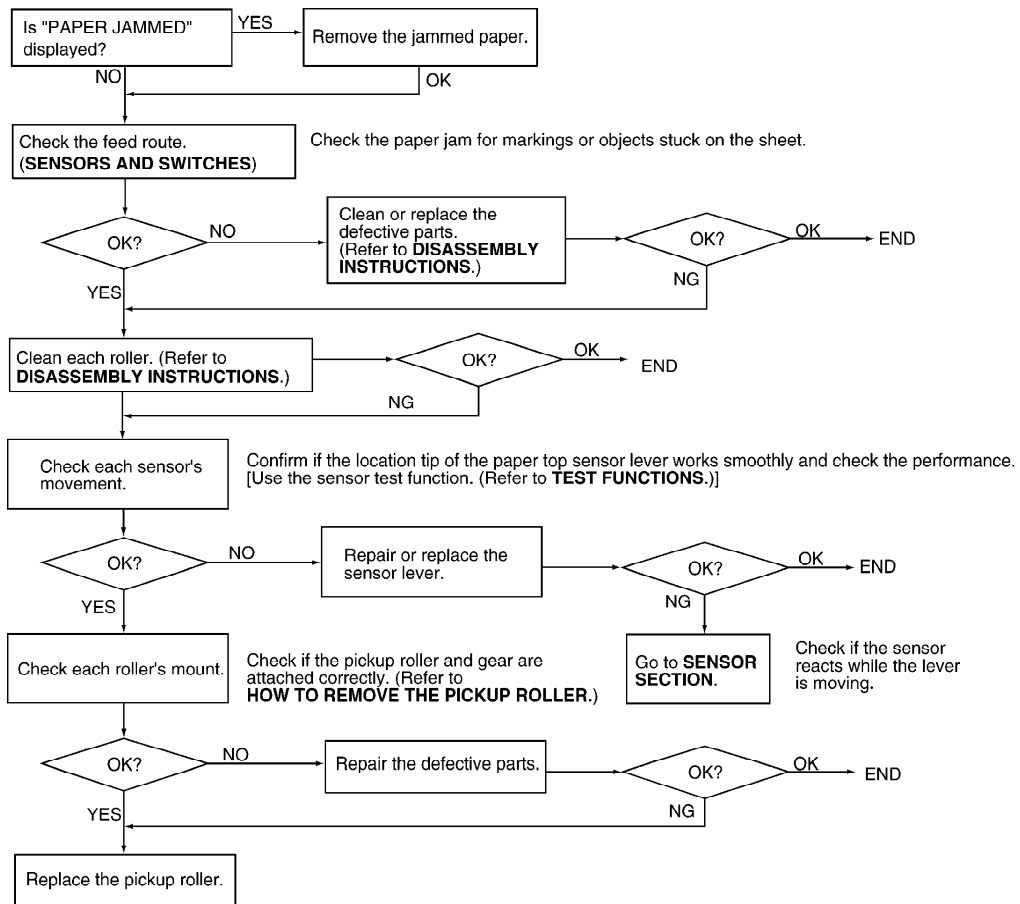 Is "PAPER JAMMED"
displayed?
YES
Remove the jammed paper.
NO
OK
Check the feed route.
(SENSORS AND SWITCHES)
Check the paper jam for markings or objects stuck on the sheet.
OK?
NO
Clean or replace the
defective parts.
(Refer to DISASSEMBLY
INSTRUCTIONS.)
OK?
OK
END
NG
YES
Clean each roller. (Refer to
DISASSEMBLY INSTRUCTIONS.)
OK?
OK
END
NG
Check each sensor's
movement.
Confirm if the location tip of the paper top sensor lever works smoothly and check the performance.
[Use the sensor test function. (Refer to TEST FUNCTIONS.)]
OK?
NO
Repair or replace the
sensor lever.
OK?
OK
END
NG
YES
Check each roller's mount.
Check if the pickup roller and gear are
attached correctly. (Refer to
HOW TO REMOVE THE PICKUP ROLLER.)
Go to SENSOR
SECTION.
Check if the sensor
reacts while the lever
is moving.
OK?
NO
Repair the defective parts.
OK?
OK
END
NG
YES
Replace the pickup roller.